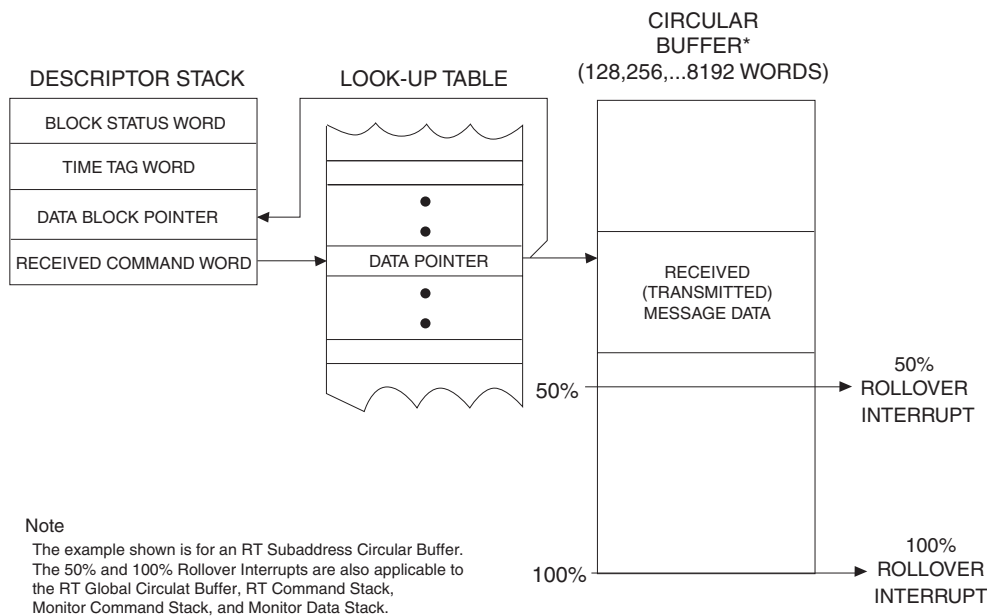 CIRCULAR
BUFFER*
(128,256,...8192 WORDS)
DESCRIPTOR STACK
LOOK-UP TABLE
BLOCK STATUS WORD
TIME TAG WORD
DATA BLOCK POINTER
RECEIVED COMMAND WORD
DATA POINTER
RECEIVED
(TRANSMITTED)
MESSAGE DATA
50%
50%
ROLLOVER
INTERRUPT
100%
100%
ROLLOVER
INTERRUPT
Note
The example shown is for an RT Subaddress Circular Buffer.
The 50% and 100% Rollover Interrupts are also applicable to
the RT Global Circulat Buffer, RT Command Stack,
Monitor Command Stack, and Monitor Data Stack.